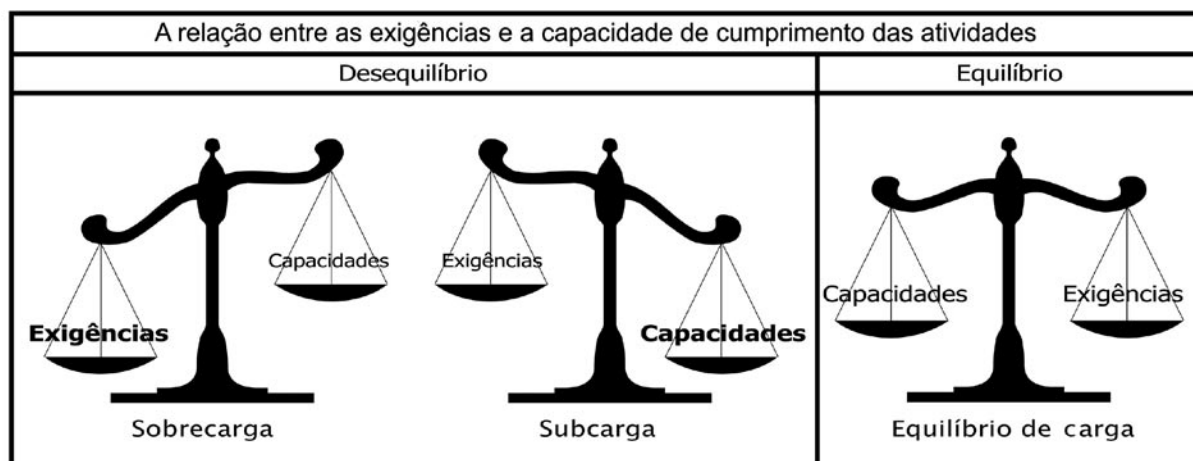 A relação entre as exigências e a capacidade de cumprimento das atividades
Desequilíbrio
Equilíbrio
Exigências
Capacidades
Sobrecarga
Exigências
Capacidades
Subcarga
Capacidades
Exigências
Equilíbrio de carga